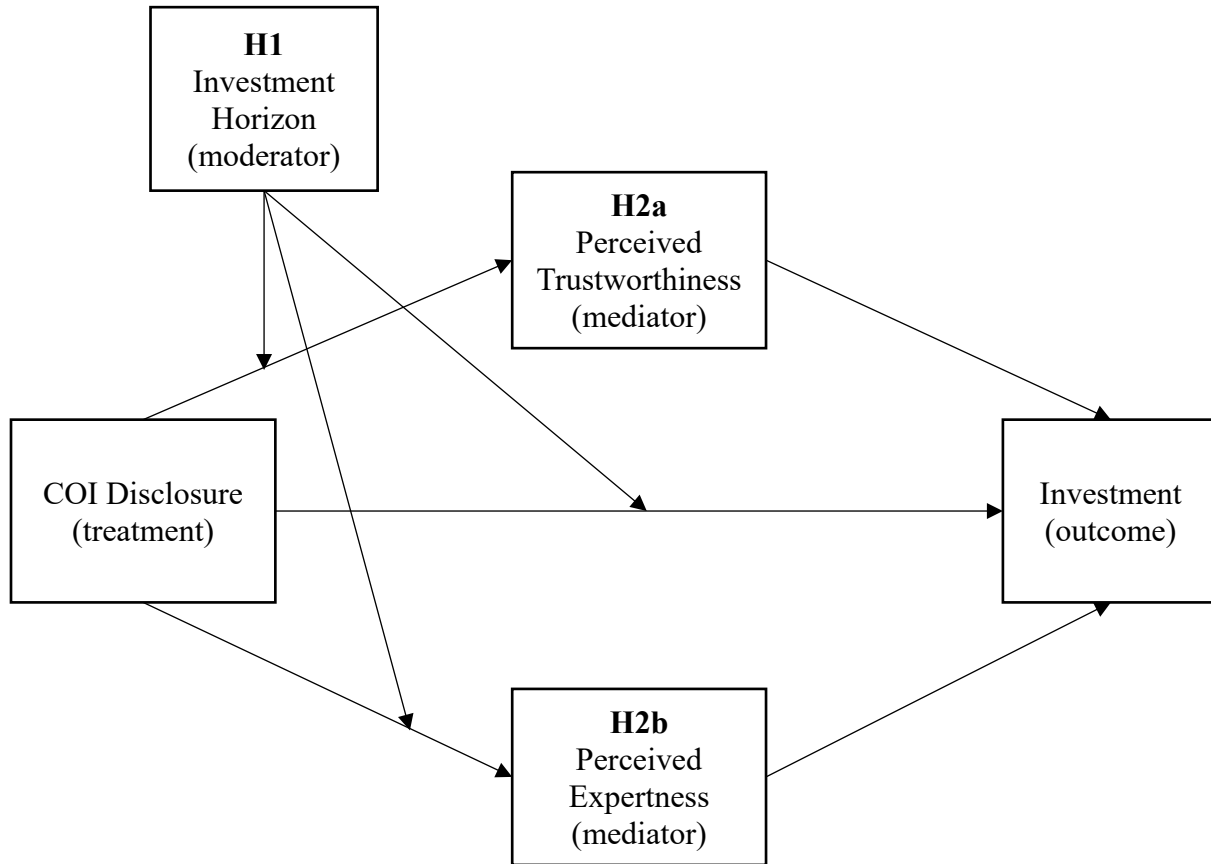 H1
Investment
Horizon
(moderator)
H2a
Perceived
Trustworthiness
(mediator)
COI Disclosure
(treatment)
Investment
(outcome)
H2b
Perceived
Expertness
(mediator)